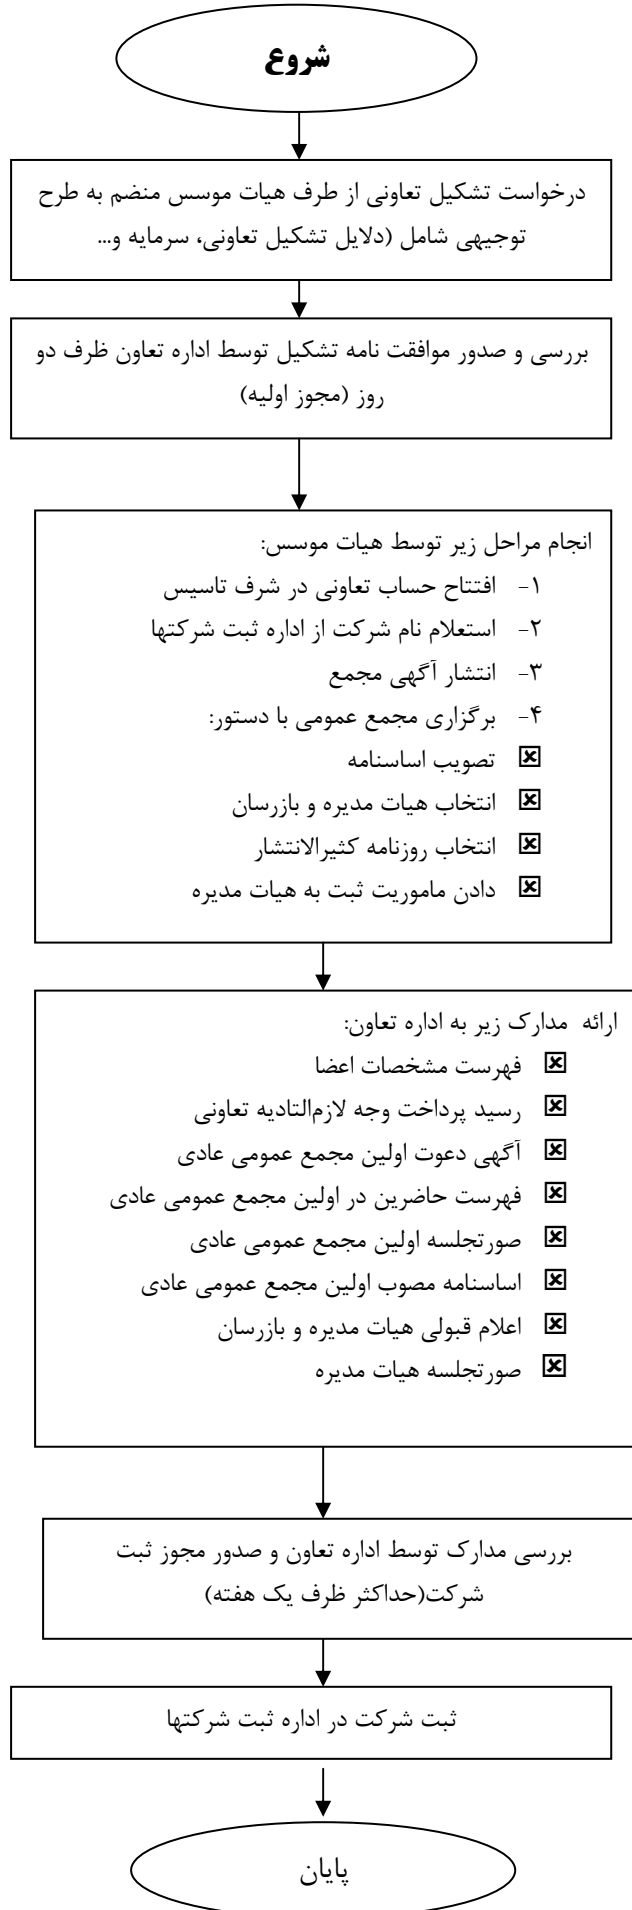 شروع
درخواست تشکیل تعاونی از طرف هیات موسس منضم به طرح
توجیهی شامل (دلایل تشکیل تعاونی، سرمایه و...
بررسی و صدور موافقت نامه تشکیل توسط اداره تعاون ظرف دو
روز (مجوز اولیه)
انجام مراحل زیر توسط هیات موسس:
۱- افتتاح حساب تعاونی در شرف تاسیس
۲- استعلام نام شرکت از اداره ثبت شرکتها
۳- انتشار آگهی مجمع
۴- برگزاری مجمع عمومی با دستور:
تصویب اساسنامه
انتخاب هیات مدیره و بازرسان
انتخاب روزنامه کثیرالانتشار
دادن ماموریت ثبت به هیات مدیره
ارائه مدارک زیر به اداره تعاون:
فهرست مشخصات اعضا
رسید پرداخت وجه لازم‌التادیه تعاونی
آگهی دعوت اولین مجمع عمومی عادی
فهرست حاضرین در اولین مجمع عمومی عادی
صورتجلسه اولین مجمع عمومی عادی
اساسنامه مصوب اولین مجمع عمومی عادی
اعلام قبولی هیات مدیره و بازرسان
صورتجلسه هیات مدیره
بررسی مدارک توسط اداره تعاون و صدور مجوز ثبت
شرکت(حداکثر ظرف یک هفته)
ثبت شرکت در اداره ثبت شرکتها
پایان